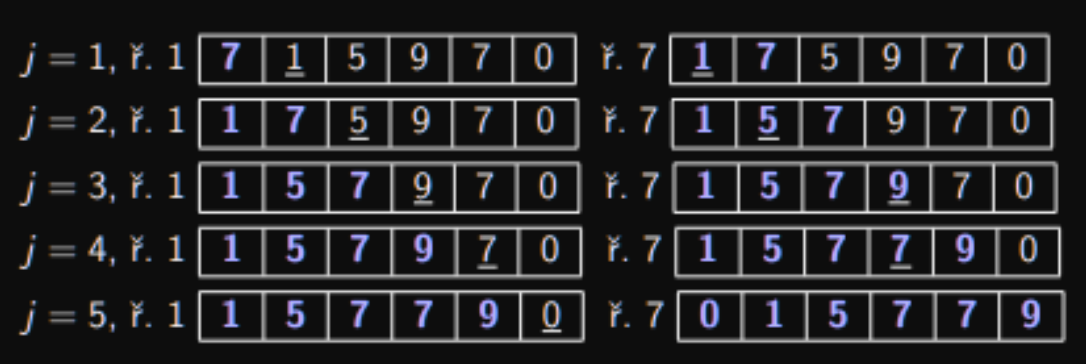 j = 1, ř. 1 7 1 5 9 7 0 ř. 7 1 7 5 9 7 0
j = 2, ř. 1 1 7 5 9 7 0 ř. 7 1 5 7 9 7 0
j = 3, ř. 1 1 5 7 9 7 0 ř. 7 1 5 7 9 7 0
j = 4, ř. 1 1 5 7 9 7 0 ř. 7 1 5 7 7 9 0
j = 5, ř. 1 1 5 7 7 9 0 ř. 7 0 1 5 7 7 9